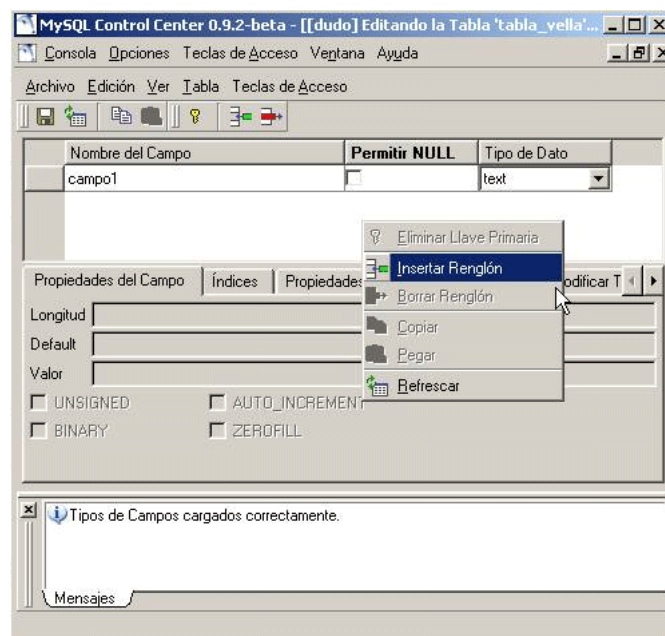 MySQL Control Center 0.9.2-beta - [[dudo] Editando la Tabla 'tabla_vella'...
Consola Opciones Teclas de Acceso Ventana Ayuda
Archivo Edición Ver Tabla Teclas de Acceso
Nombre del Campo Permitir NULL Tipo de Dato
campo1 text
Eliminar Llave Primaria
Insertar Renglón
Borrar Renglón
Copiar
Pegar
Refrescar
Propiedades del Campo Índices Propiedades odificar T
Longitud
Default
Valor
UNSIGNED AUTO_INCREMENT
BINARY ZEROFILL
Tipos de Campos cargados correctamente.
Mensajes